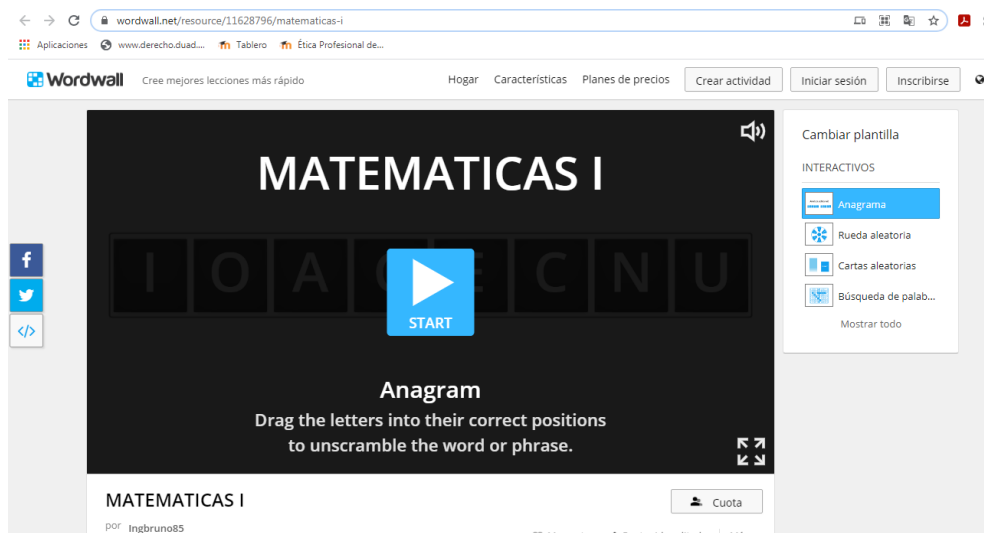 wordwall.net/resource/11628796/matematicas-i
Aplicaciones www.derecho.duad.... Tablero Ética Profesional de...
Wordwall Cree mejores lecciones más rápido Hogar Características Planes de precios Crear actividad Iniciar sesión Inscribirse
MATEMATICAS I
I O A C E C N U
START
Anagram
Drag the letters into their correct positions
to unscramble the word or phrase.
Cambiar plantilla
INTERACTIVOS
Anagrama
Rueda aleatoria
Cartas aleatorias
Búsqueda de palab...
Mostrar todo
MATEMATICAS I
Cuota
por Ingbruno85